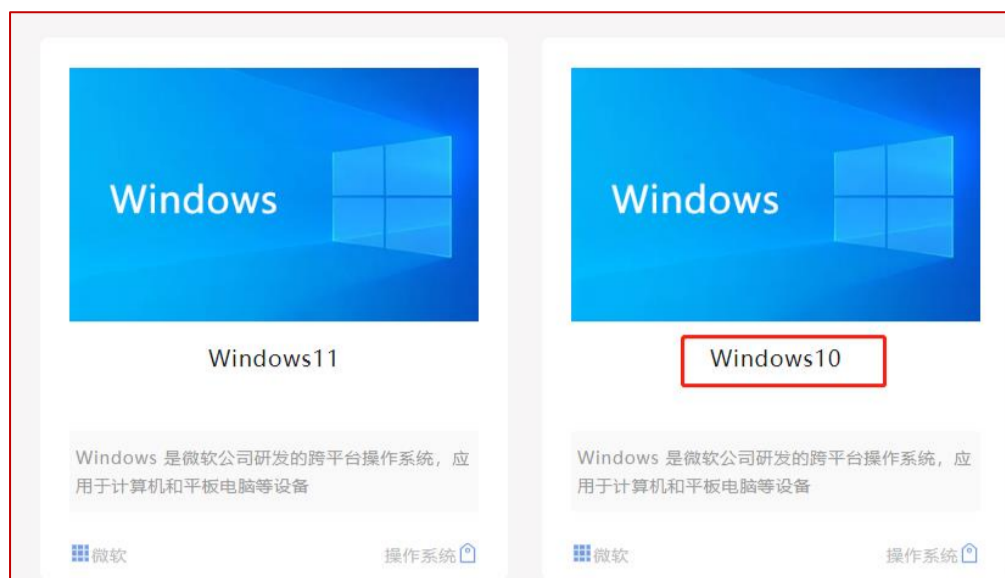 Windows
Windows11
Windows 是微软公司研发的跨平台操作系统，应
用于计算机和平板电脑等设备
微软
操作系统
Windows
Windows10
Windows 是微软公司研发的跨平台操作系统，应
用于计算机和平板电脑等设备
微软
操作系统